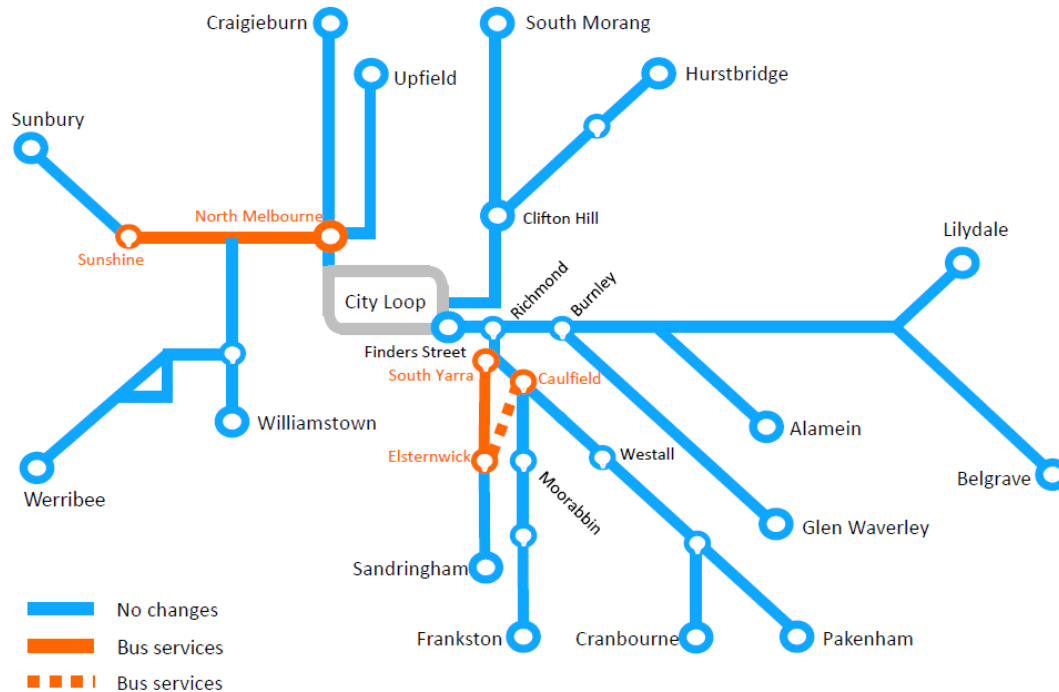 Craigieburn
South Morang
Upfield
Hurstbridge
Sunbury
North Melbourne
Clifton Hill
Sunshine
Lilydale
City Loop
Richmond
Burnley
Finders Street
South Yarra
Caulfield
Williamstown
Alamein
Elsternwick
Westall
Werribee
Belgrave
Moorabbin
Glen Waverley
Sandringham
No changes
Frankston
Cranbourne
Pakenham
Bus services
Bus services